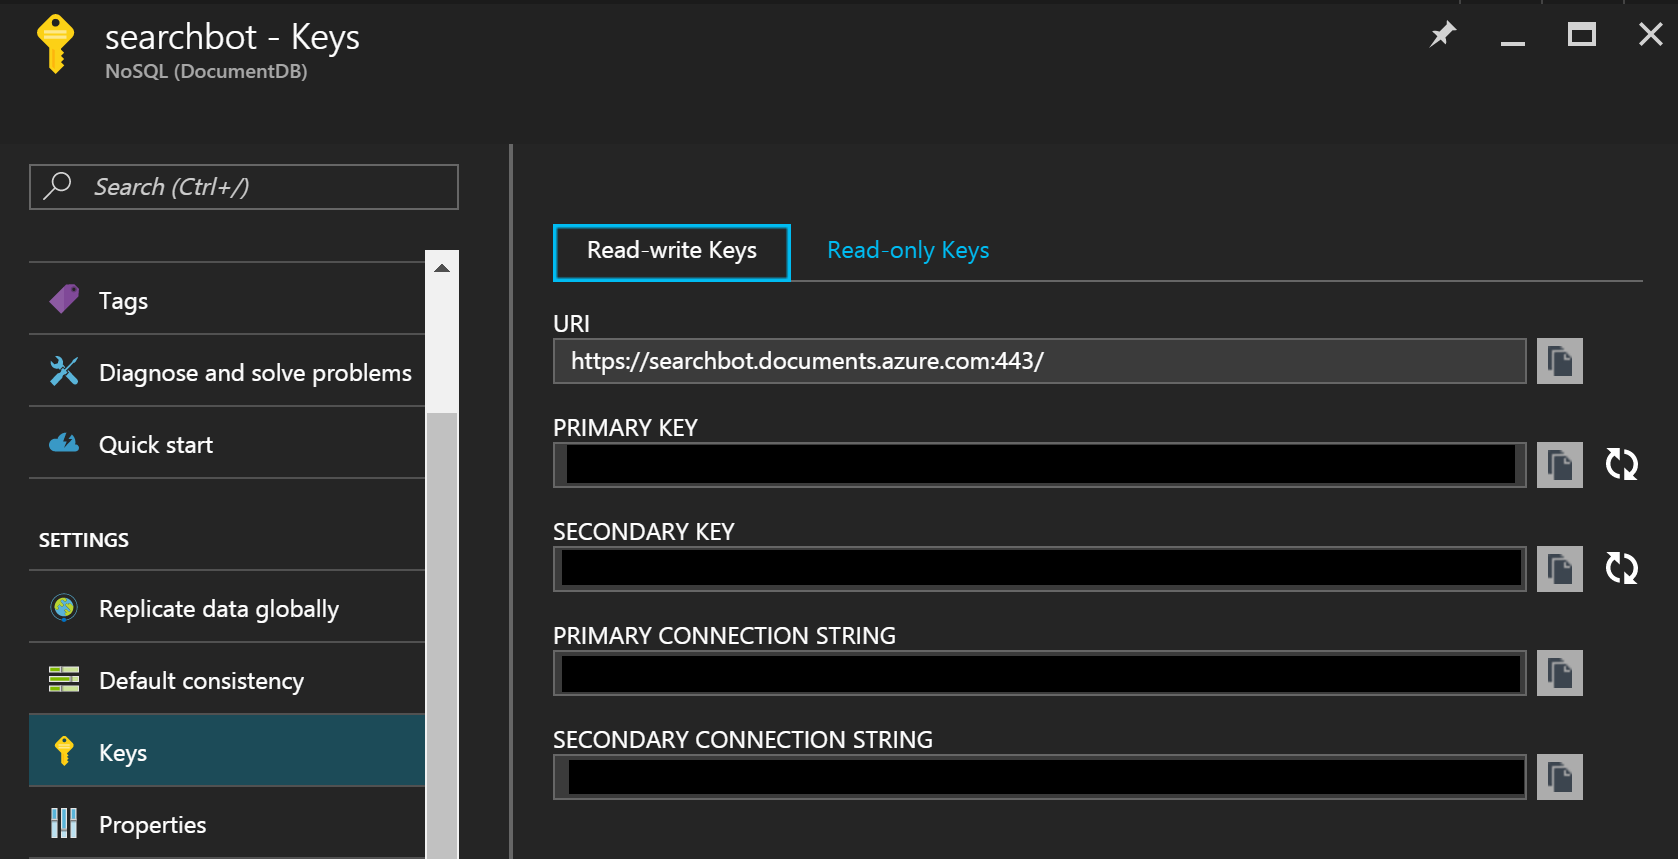 searchbot - Keys
NoSQL (DocumentDB)
Search (Ctrl+/)
Tags
Diagnose and solve problems
Quick start
SETTINGS
Replicate data globally
Default consistency
Keys
Properties
Read-write Keys
Read-only Keys
URI
https://searchbot.documents.azure.com:443/
PRIMARY KEY
SECONDARY KEY
PRIMARY CONNECTION STRING
SECONDARY CONNECTION STRING